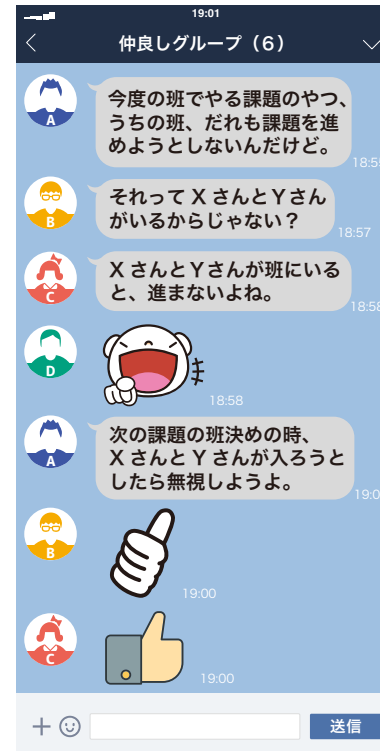 19:01
仲良しグループ（6）
A
今度の班でやる課題のやつ、
うちの班、だれも課題を進
めようとしないんだけど。
B
それって X さんとYさん
がいるからじゃない？
18:57
C
X さんとYさんが班にいる
と、進まないよね。
18:58
D
18:58
A
次の課題の班決めの時、
X さんと Y さんが入ろうと
したら無視しようよ。
B
19:00
C
19:00
送信